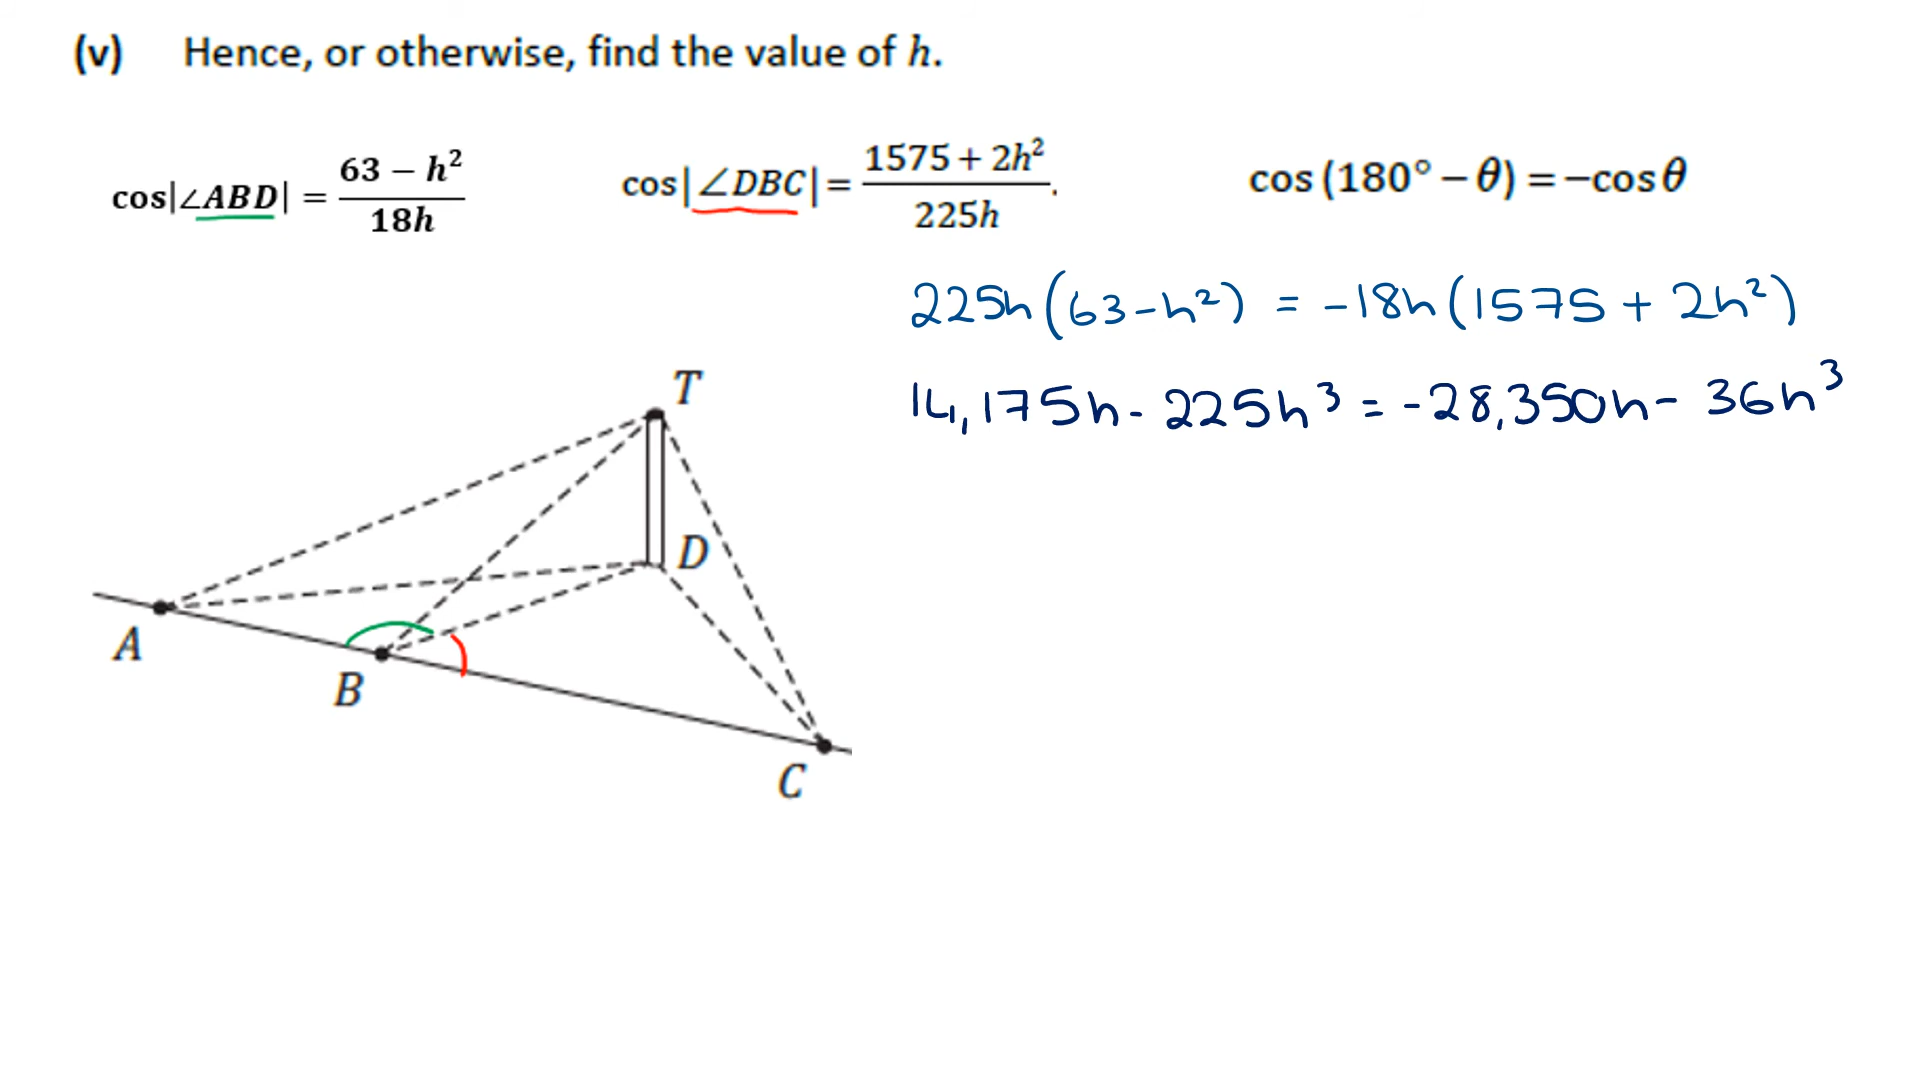 (v) Hence, or otherwise, find the value of h.
cos|∠ABD| = (63 − h²)/(18h)
cos|∠DBC| = (1575 + 2h²)/(225h).
cos (180° − θ) = −cos θ
225h(63 − h²) = −18h(1575 + 2h²)
14,175h − 225h³ = −28,350h − 36h³
T
D
A
B
C